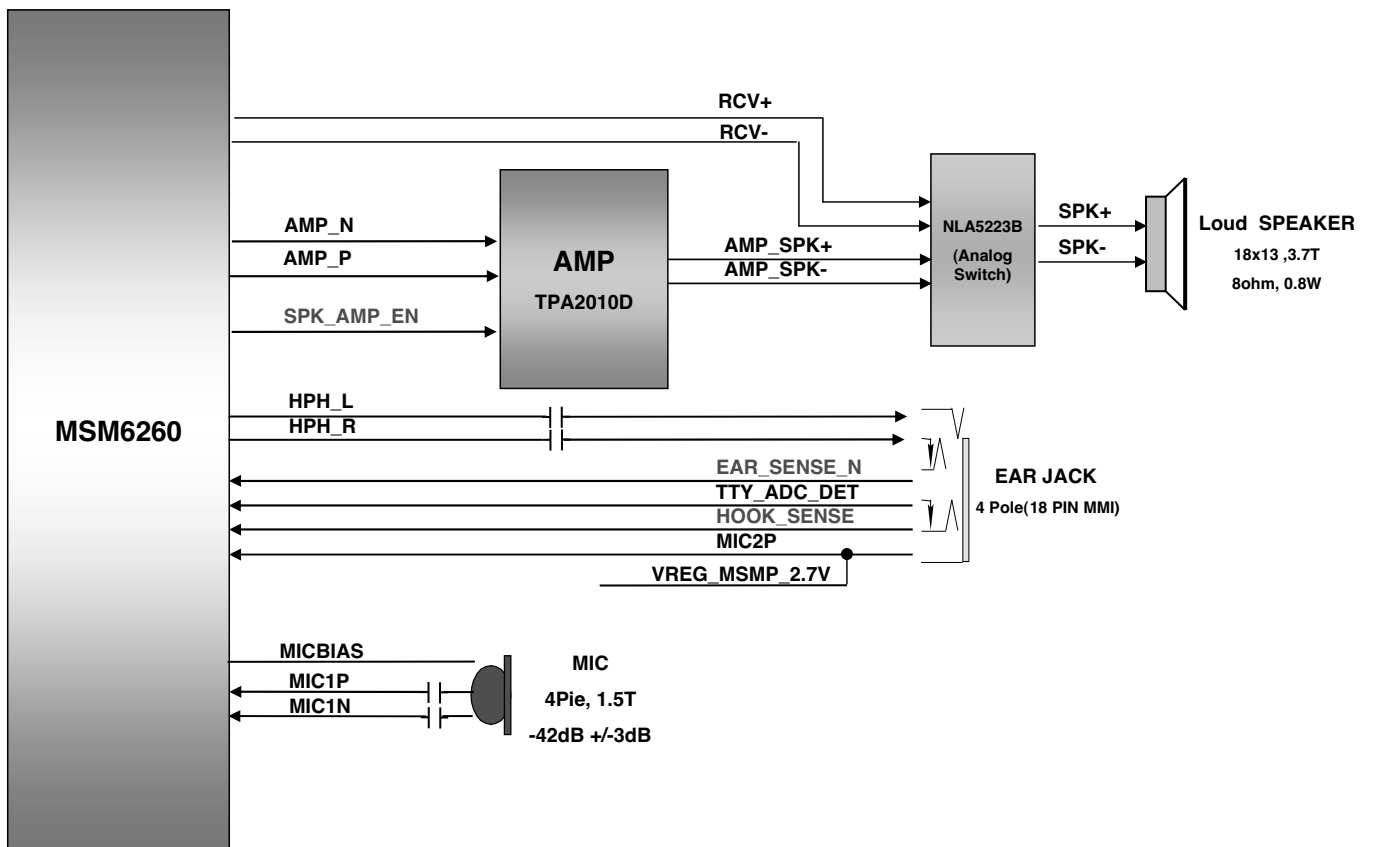 RCV+
RCV-
AMP_N
AMP_P
SPK_AMP_EN
AMP
TPA2010D
AMP_SPK+
AMP_SPK-
NLA5223B
(Analog
Switch)
SPK+
SPK-
Loud SPEAKER
18x13 ,3.7T
8ohm, 0.8W
MSM6260
HPH_L
HPH_R
EAR_SENSE_N
TTY_ADC_DET
HOOK_SENSE
MIC2P
VREG_MSMP_2.7V
EAR JACK
4 Pole(18 PIN MMI)
MICBIAS
MIC1P
MIC1N
MIC
4Pie, 1.5T
-42dB +/-3dB